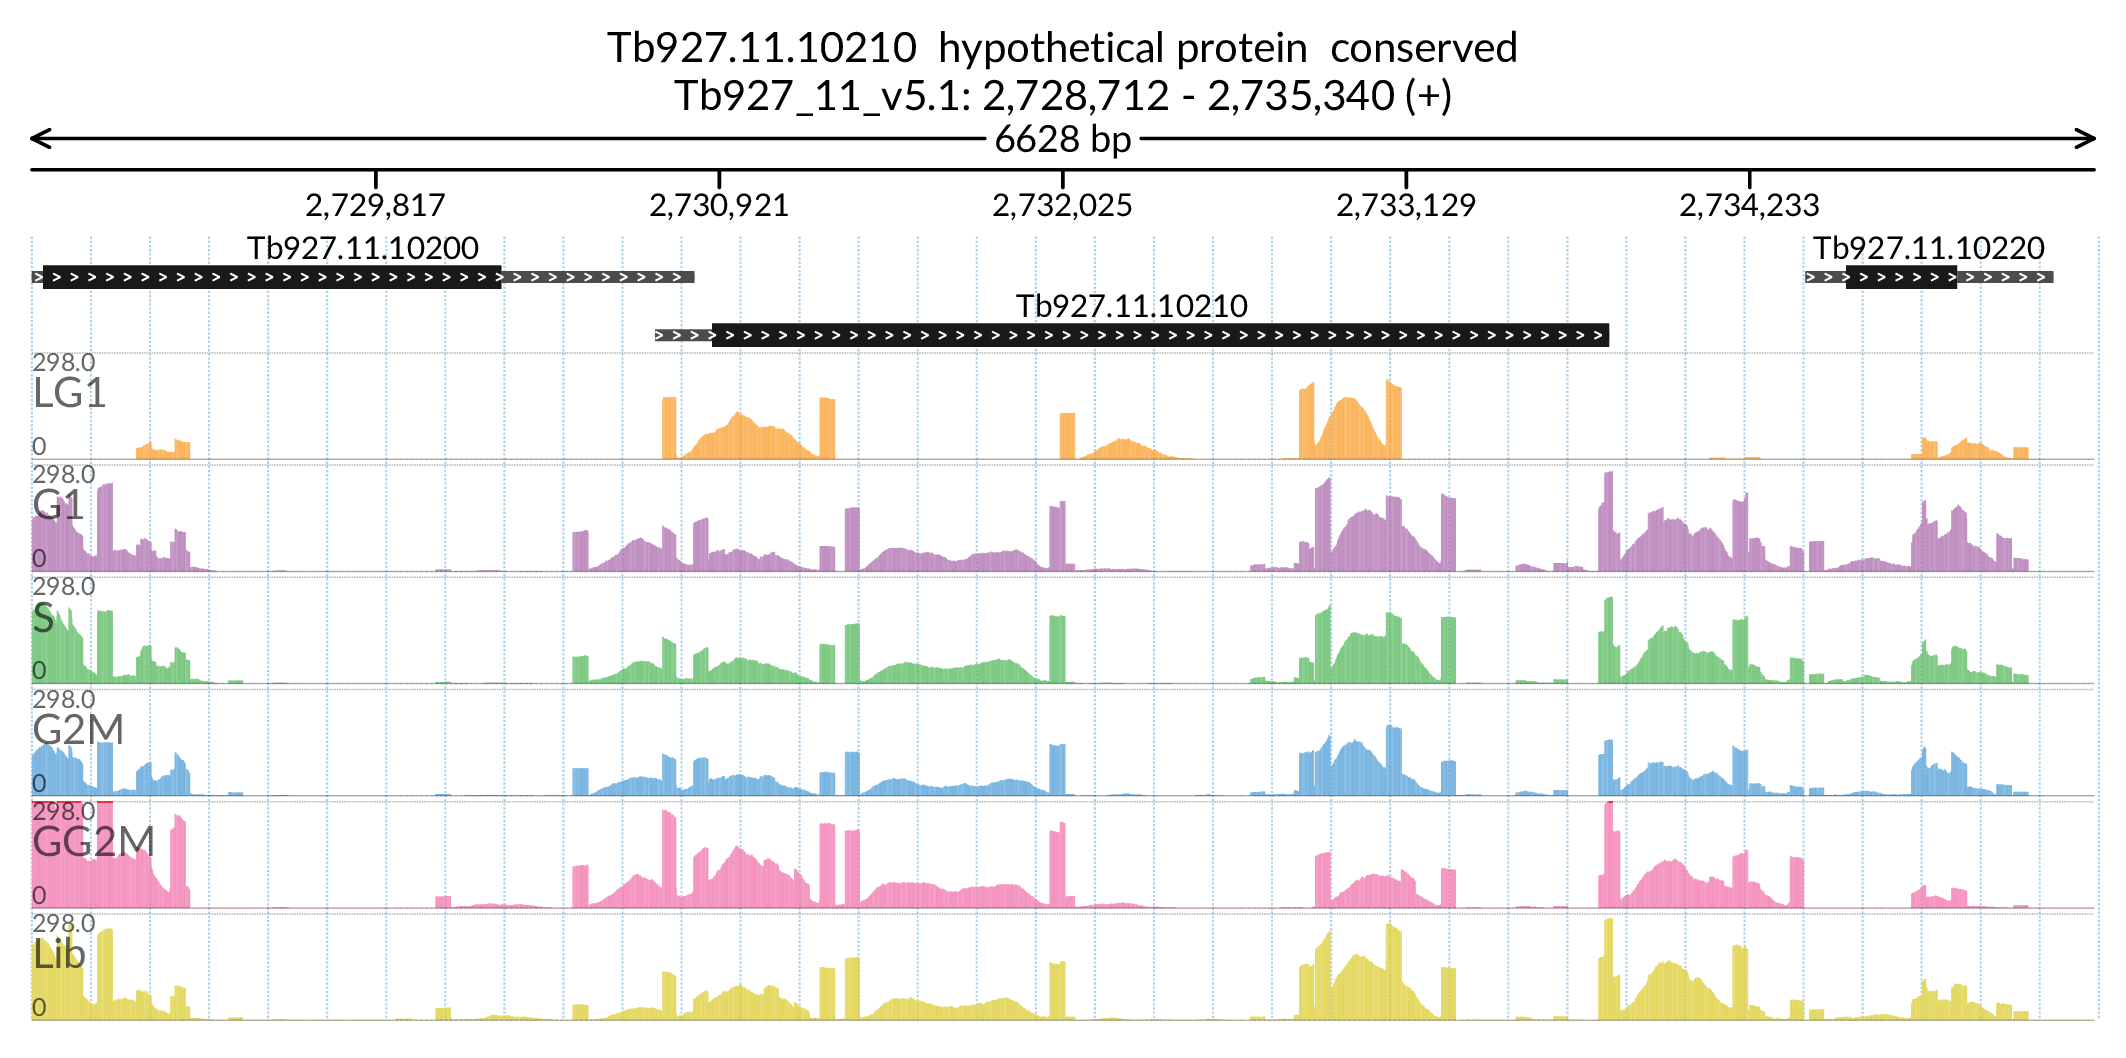 Tb927.11.10210 hypothetical protein conserved
Tb927_11_v5.1: 2,728,712 - 2,735,340 (+)
6628 bp
2,729,817 2,730,921 2,732,025 2,733,129 2,734,233
Tb927.11.10200 Tb927.11.10220
Tb927.11.10210
298.0
LG1
0
298.0
G1
0
298.0
S
0
298.0
G2M
0
298.0
GG2M
0
298.0
Lib
0